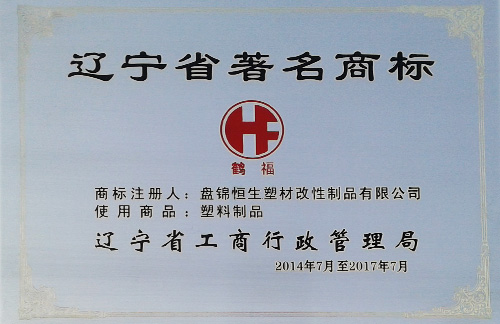 辽宁省著名商标
HF
鹤福
商标注册人：盘锦恒生塑材改性制品有限公司
使用商品：塑料制品
辽宁省工商行政管理局
2014年7月至2017年7月